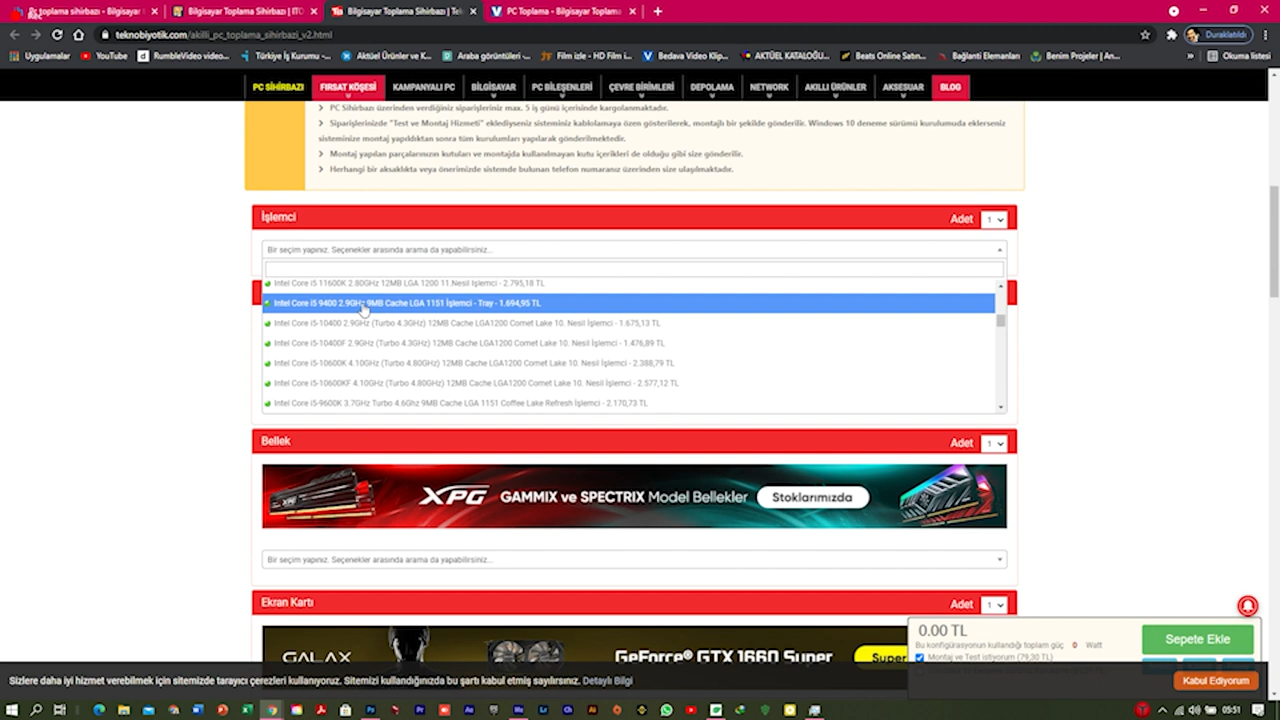 Pc toplama sihirbazı - Bilgisay
Rec
Bilgisayar Toplama Sihirbazı | İTO
Bilgisayar Toplama Sihirbazı | Tek
PC Toplama - Bilgisayar Toplama
teknobiyotik.com/akilli_pc_toplama_sihirbazi_v2.html
Duraklatıldı
Uygulamalar
YouTube
RumbleVideo video...
Türkiye İş Kurumu -...
Aktüel Ürünler ve K...
Araba görüntüleri -...
Film izle - HD Film i...
Bedava Video Klip...
AKTÜEL KATALOĞU...
Beats Online Satın...
Bağlanti Elemanları
Benim Projeler | An...
»
Okuma listesi
PC SİHİRBAZI
FIRSAT KÖŞESİ
KAMPANYALI PC
BİLGİSAYAR
PC BİLEŞENLERİ
ÇEVRE BİRİMLERİ
DEPOLAMA
NETWORK
AKILLI ÜRÜNLER
AKSESUAR
BLOG
PC Sihirbazı üzerinden verdiğiniz siparişleriniz max. 5 iş günü içerisinde kargolanmaktadır.
Siparişlerinizde "Test ve Montaj Hizmeti" eklediyseniz sisteminiz kablolamaya özen gösterilerek, montajlı bir şekilde gönderilir. Windows 10 deneme sürümü kurulumuda eklerseniz
sisteminize montaj yapıldıktan sonra tüm kurulumları yapılarak gönderilmektedir.
Montaj yapılan parçalarınızın kutuları ve montajda kullanılmayan kutu içerikleri de olduğu gibi size gönderilir.
Herhangi bir aksaklıkta veya önerimizde sistemde bulunan telefon numaranız üzerinden size ulaşılmaktadır.
İşlemci
Adet 1
Bir seçim yapınız. Seçenekler arasında arama da yapabilirsiniz...
Intel Core i5 11600K 2.80GHz 12MB LGA 1200 11.Nesil İşlemci - 2.795,18 TL
Intel Core i5 9400 2.9GHz 9MB Cache LGA 1151 İşlemci - Tray - 1.694,95 TL
Intel Core i5-10400 2.9GHz (Turbo 4.3GHz) 12MB Cache LGA1200 Comet Lake 10. Nesil İşlemci - 1.675,13 TL
Intel Core i5-10400F 2.9GHz (Turbo 4.3GHz) 12MB Cache LGA1200 Comet Lake 10. Nesil İşlemci - 1.476,89 TL
Intel Core i5-10600K 4.10GHz (Turbo 4.80GHz) 12MB Cache LGA1200 Comet Lake 10. Nesil İşlemci - 2.388,79 TL
Intel Core i5-10600KF 4.10GHz (Turbo 4.80GHz) 12MB Cache LGA1200 Comet Lake 10. Nesil İşlemci - 2.577,12 TL
Intel Core i5-9600K 3.7GHz Turbo 4.6Ghz 9MB Cache LGA 1151 Coffee Lake Refresh İşlemci - 2.170,73 TL
Bellek
Adet 1
XPG GAMMIX ve SPECTRIX Model Bellekler
Stoklarımızda
Bir seçim yapınız. Seçenekler arasında arama da yapabilirsiniz...
Ekran Kartı
Adet 1
GALAX
GeForce® GTX 1660 Super
Super
0.00 TL
Bu konfigürasyonun kullandığı toplam güç 0 Watt
Montaj ve Test istiyorum (79,30 TL)
Sepete Ekle
Sizlere daha iyi hizmet verebilmek için sitemizde tarayıcı çerezleri kullanıyoruz. Sitemizi kullandığınızda bu şartı kabul etmiş sayılırsınız. Detaylı Bilgi
Kabul Ediyorum
05:51